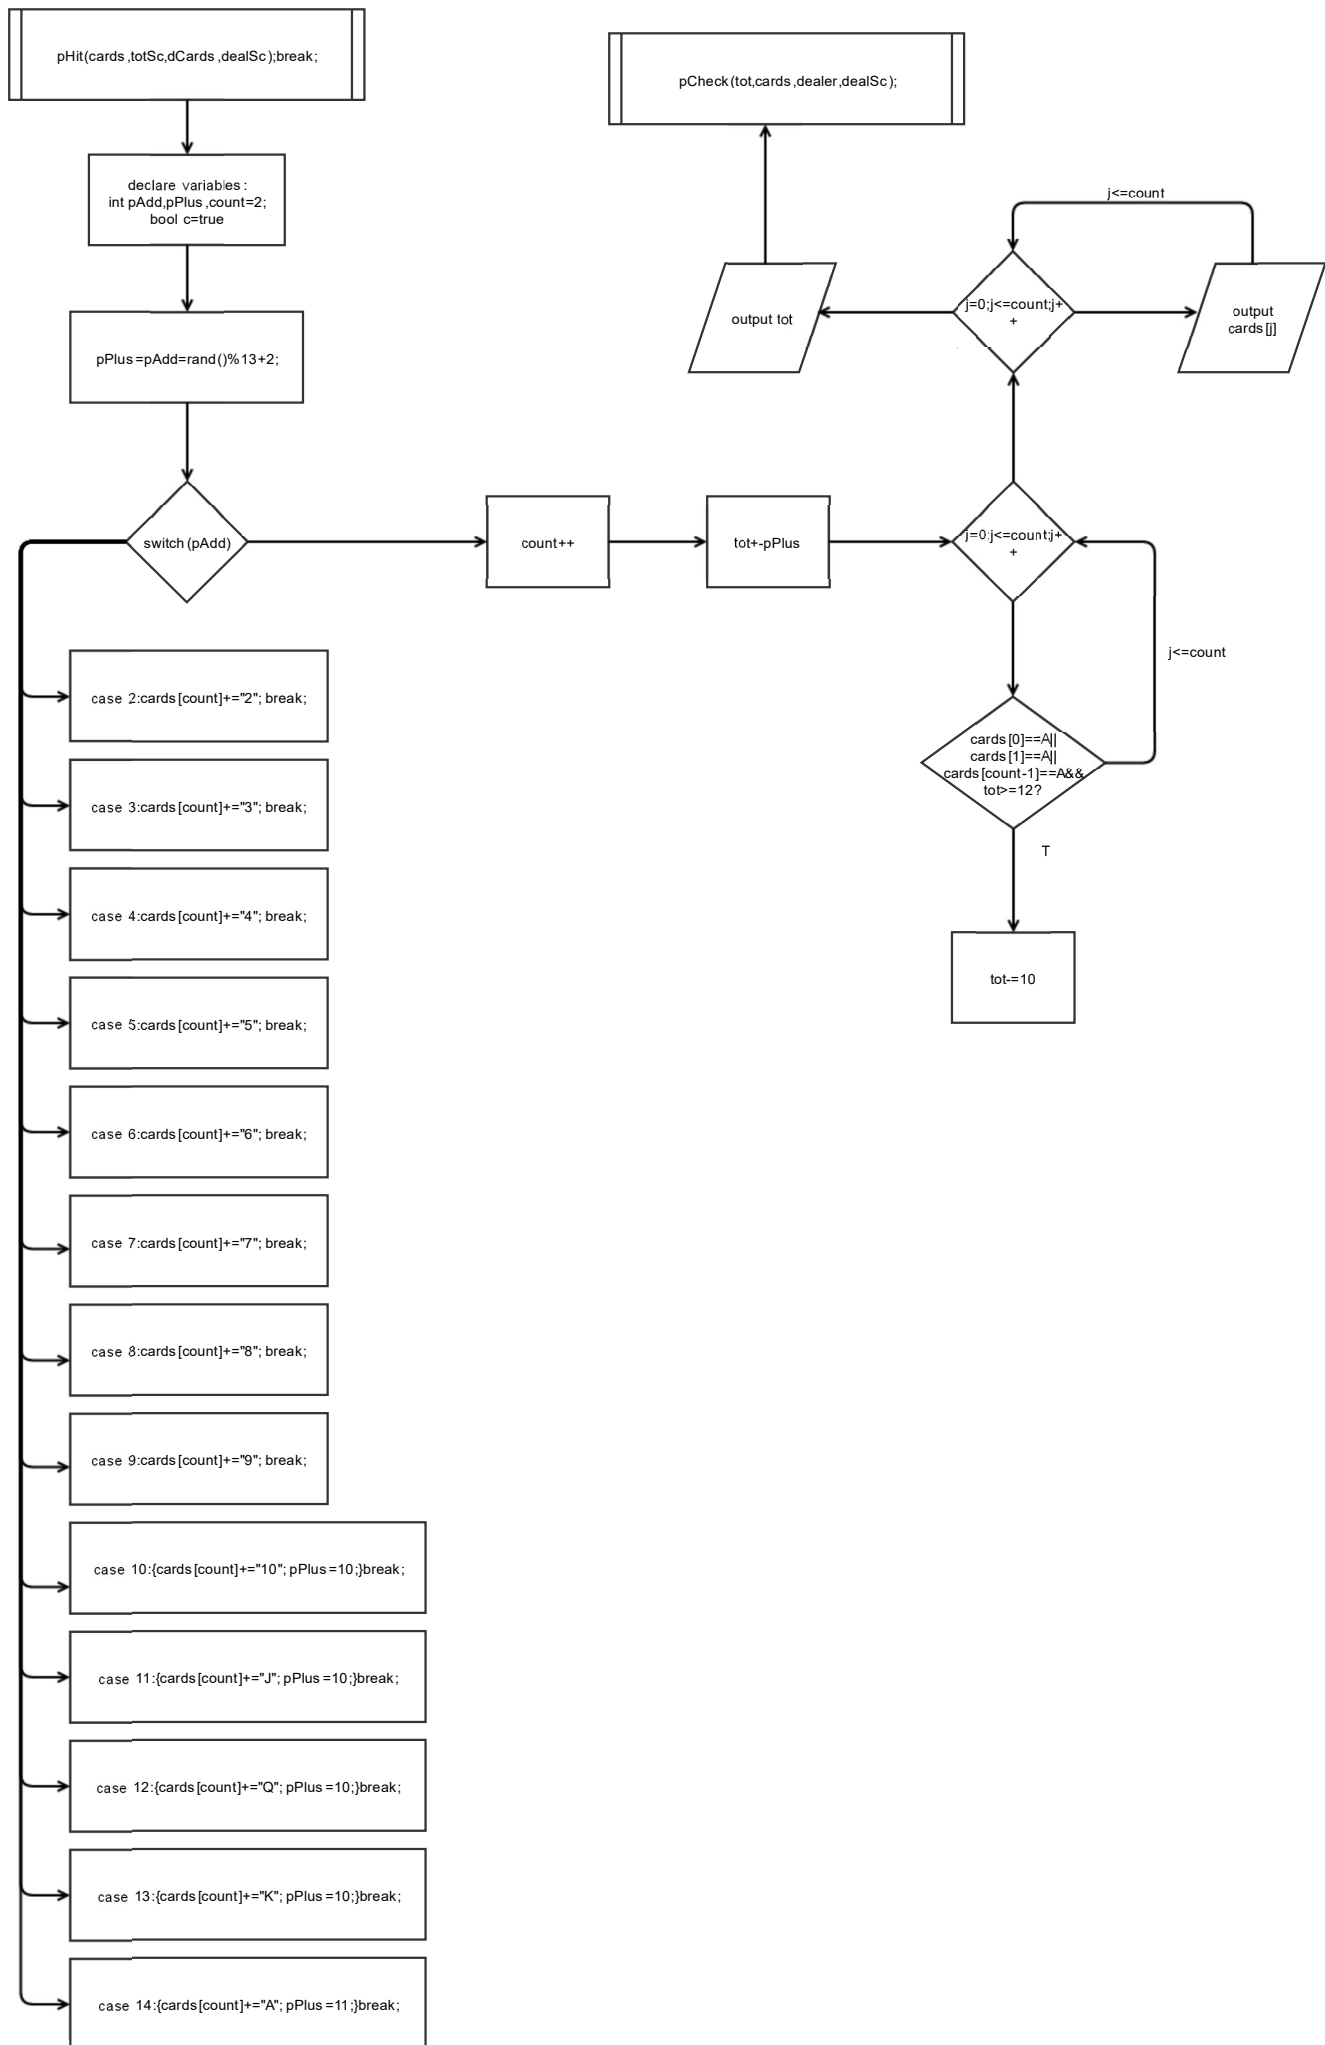 pHit(cards,totSc,dCards,dealSc);break;
declare variables:
int pAdd,pPlus,count=2;
bool c=true
pPlus=pAdd=rand()%13+2;
switch(pAdd)
case 2:cards[count]+="2"; break;
case 3:cards[count]+="3"; break;
case 4:cards[count]+="4"; break;
case 5:cards[count]+="5"; break;
case 6:cards[count]+="6"; break;
case 7:cards[count]+="7"; break;
case 8:cards[count]+="8"; break;
case 9:cards[count]+="9"; break;
case 10:{cards[count]+="10"; pPlus=10;}break;
case 11:{cards[count]+="J"; pPlus=10;}break;
case 12:{cards[count]+="Q"; pPlus=10;}break;
case 13:{cards[count]+="K"; pPlus=10;}break;
case 14:{cards[count]+="A"; pPlus=11;}break;
count++
tot+-pPlus
j=0;j<=count;j+
+
j<=count
cards[0]==A||
cards[1]==A||
cards[count-1]==A&&
tot>=12?
T
tot-=10
j=0;j<=count;j+
+
j<=count
output
cards[j]
output tot
pCheck(tot,cards,dealer,dealSc);